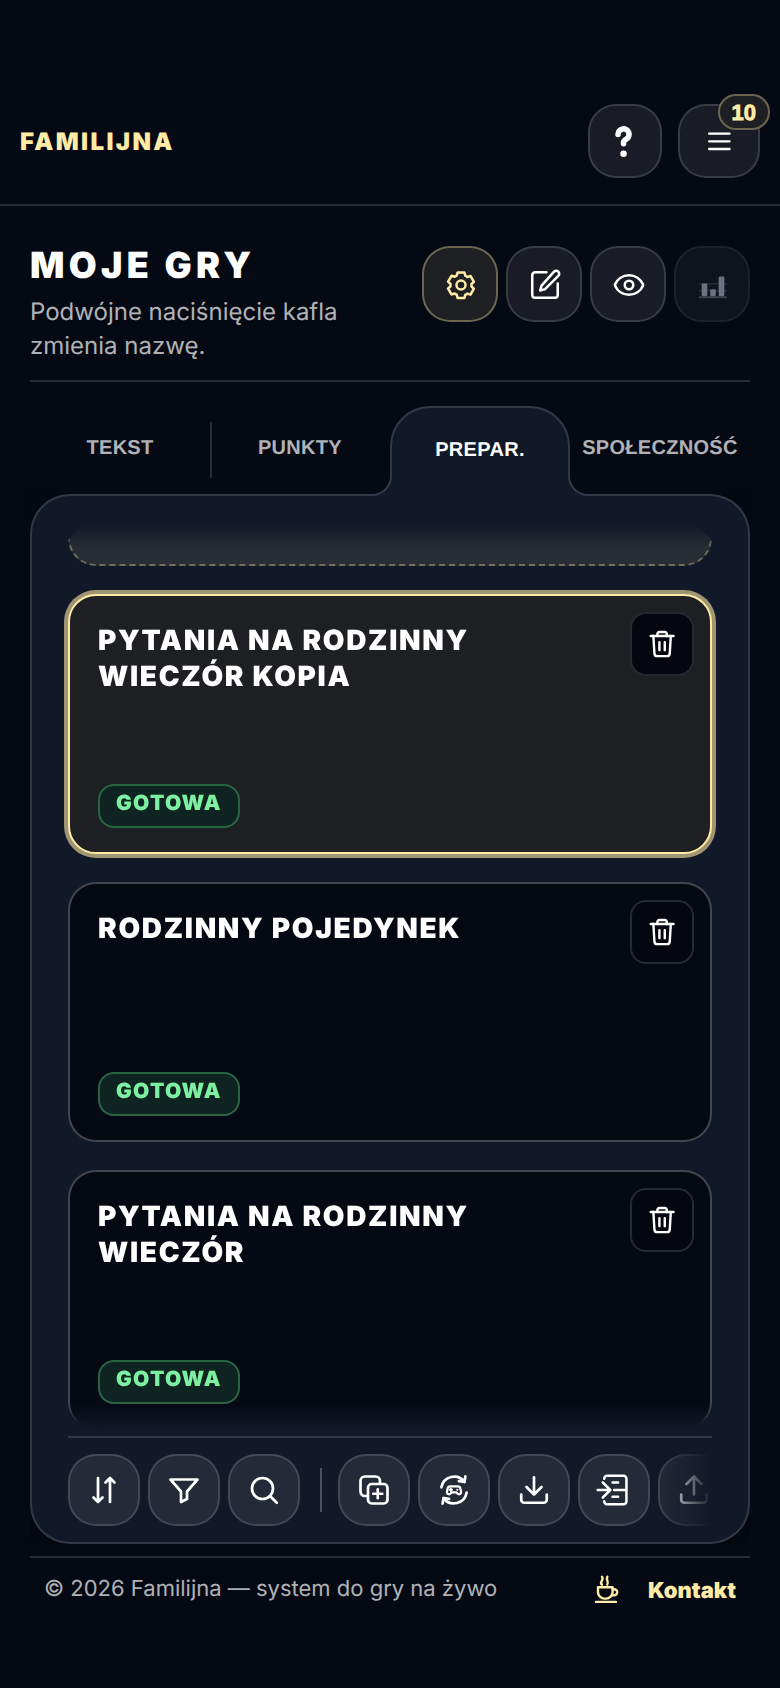 FAMILIJNA
?
10
MOJE GRY
Podwójne naciśnięcie kafla
zmienia nazwę.
TEKST
PUNKTY
PREPAR.
SPOŁECZNOŚĆ
PYTANIA NA RODZINNY
WIECZÓR KOPIA
GOTOWA
RODZINNY POJEDYNEK
GOTOWA
PYTANIA NA RODZINNY
WIECZÓR
GOTOWA
© 2026 Familijna — system do gry na żywo
Kontakt